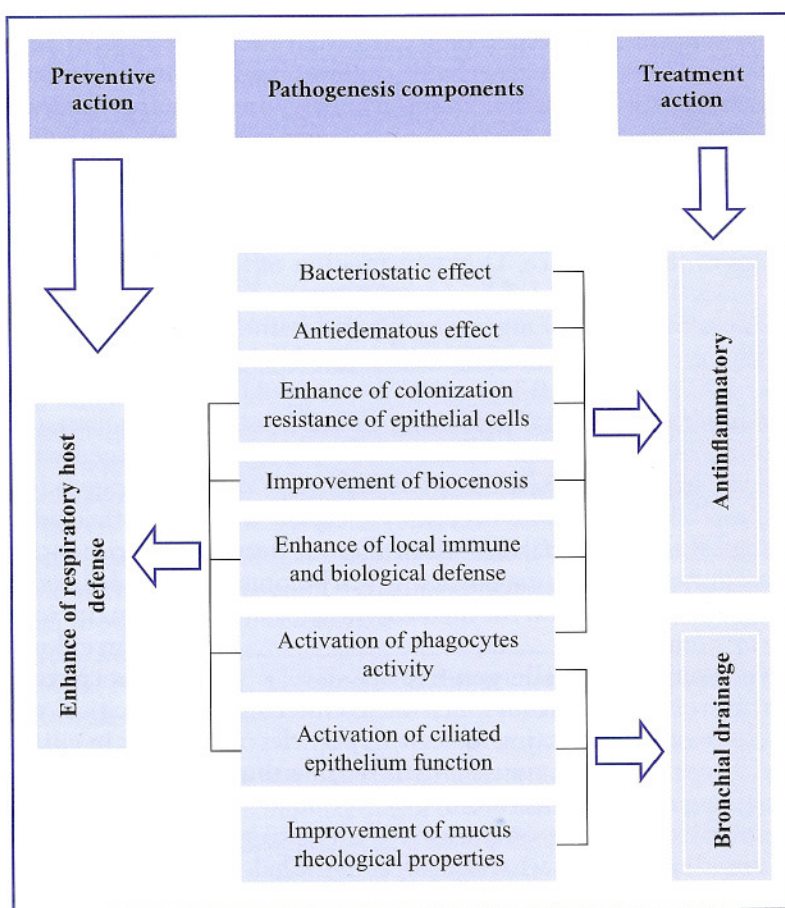 Preventive
action
Pathogenesis components
Treatment
action
Bacteriostatic effect
Antiedematous effect
Enhance of colonization
resistance of epithelial cells
Improvement of biocenosis
Enhance of local immune
and biological defense
Activation of phagocytes
activity
Activation of ciliated
epithelium function
Improvement of mucus
rheological properties
Enhance of respiratory host
defense
Antinflammatory
Bronchial drainage